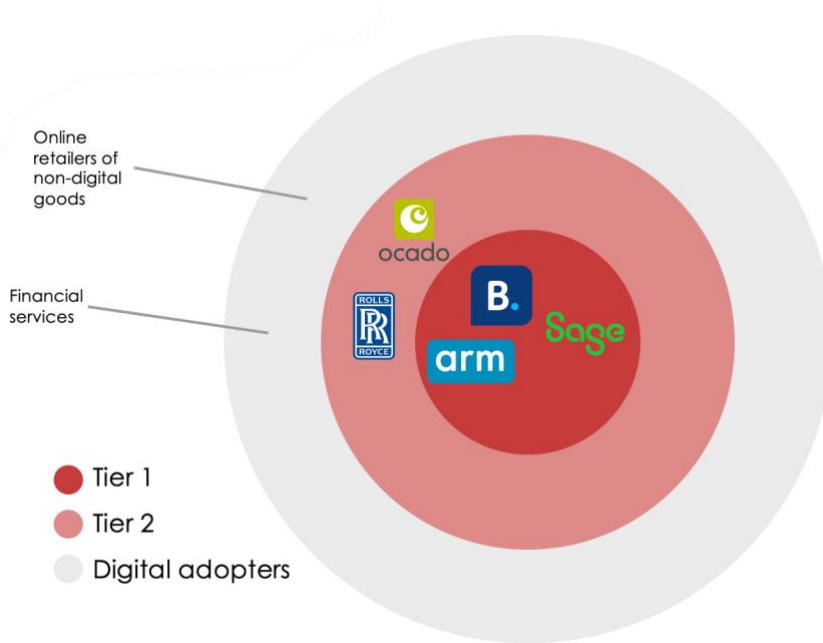 Online
retailers of
non-digital
goods
ocado
Financial
services
ROLLS
RR
ROYCE
B.
Sage
arm
Tier 1
Tier 2
Digital adopters